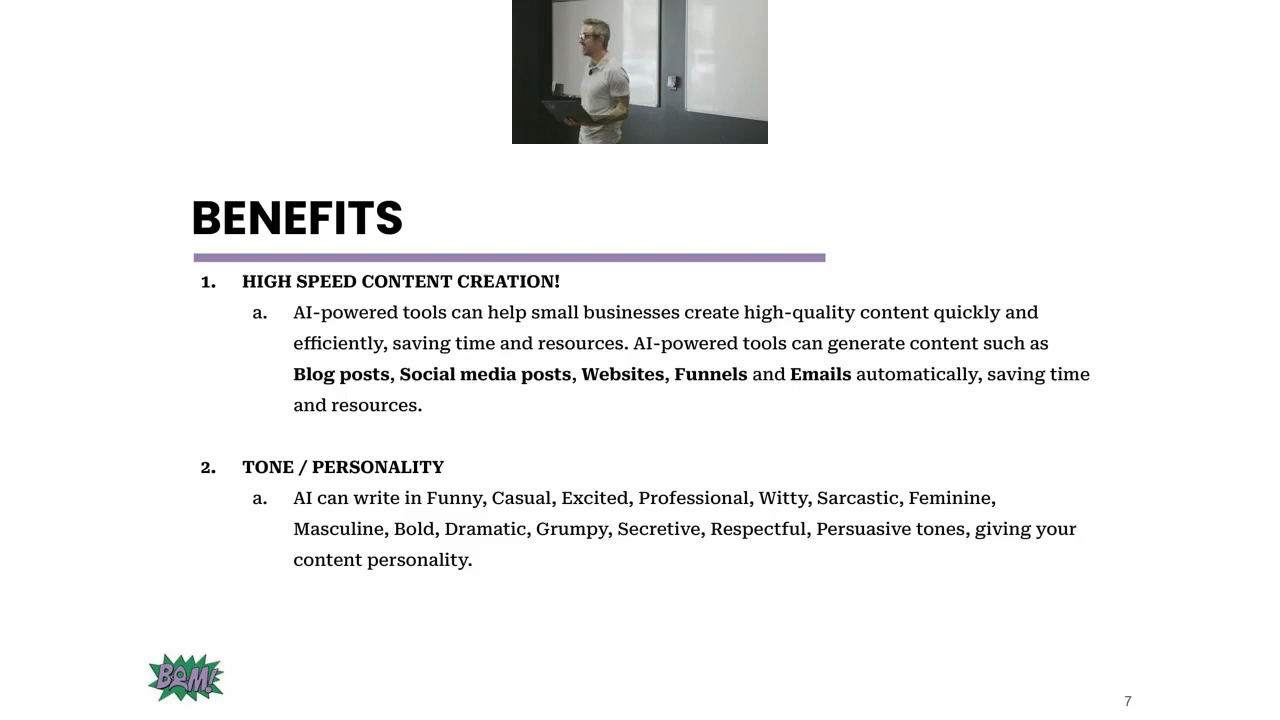 BENEFITS
1. HIGH SPEED CONTENT CREATION!
a. AI-powered tools can help small businesses create high-quality content quickly and
efficiently, saving time and resources. AI-powered tools can generate content such as
Blog posts, Social media posts, Websites, Funnels and Emails automatically, saving time
and resources.
2. TONE / PERSONALITY
a. AI can write in Funny, Casual, Excited, Professional, Witty, Sarcastic, Feminine,
Masculine, Bold, Dramatic, Grumpy, Secretive, Respectful, Persuasive tones, giving your
content personality.
BOM!
7